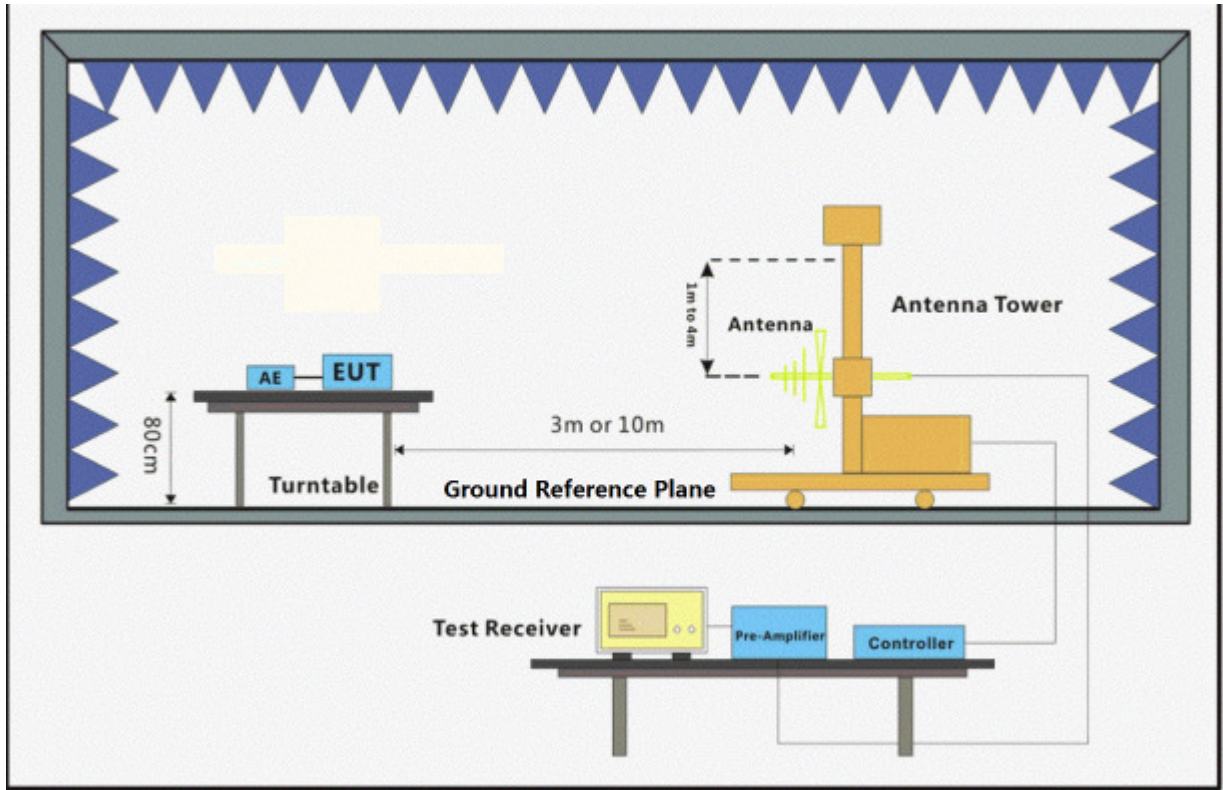 1m to 4m
Antenna
Antenna Tower
AE
EUT
80cm
3m or 10m
Turntable
Ground Reference Plane
Test Receiver
Pre-Amplifier
Controller